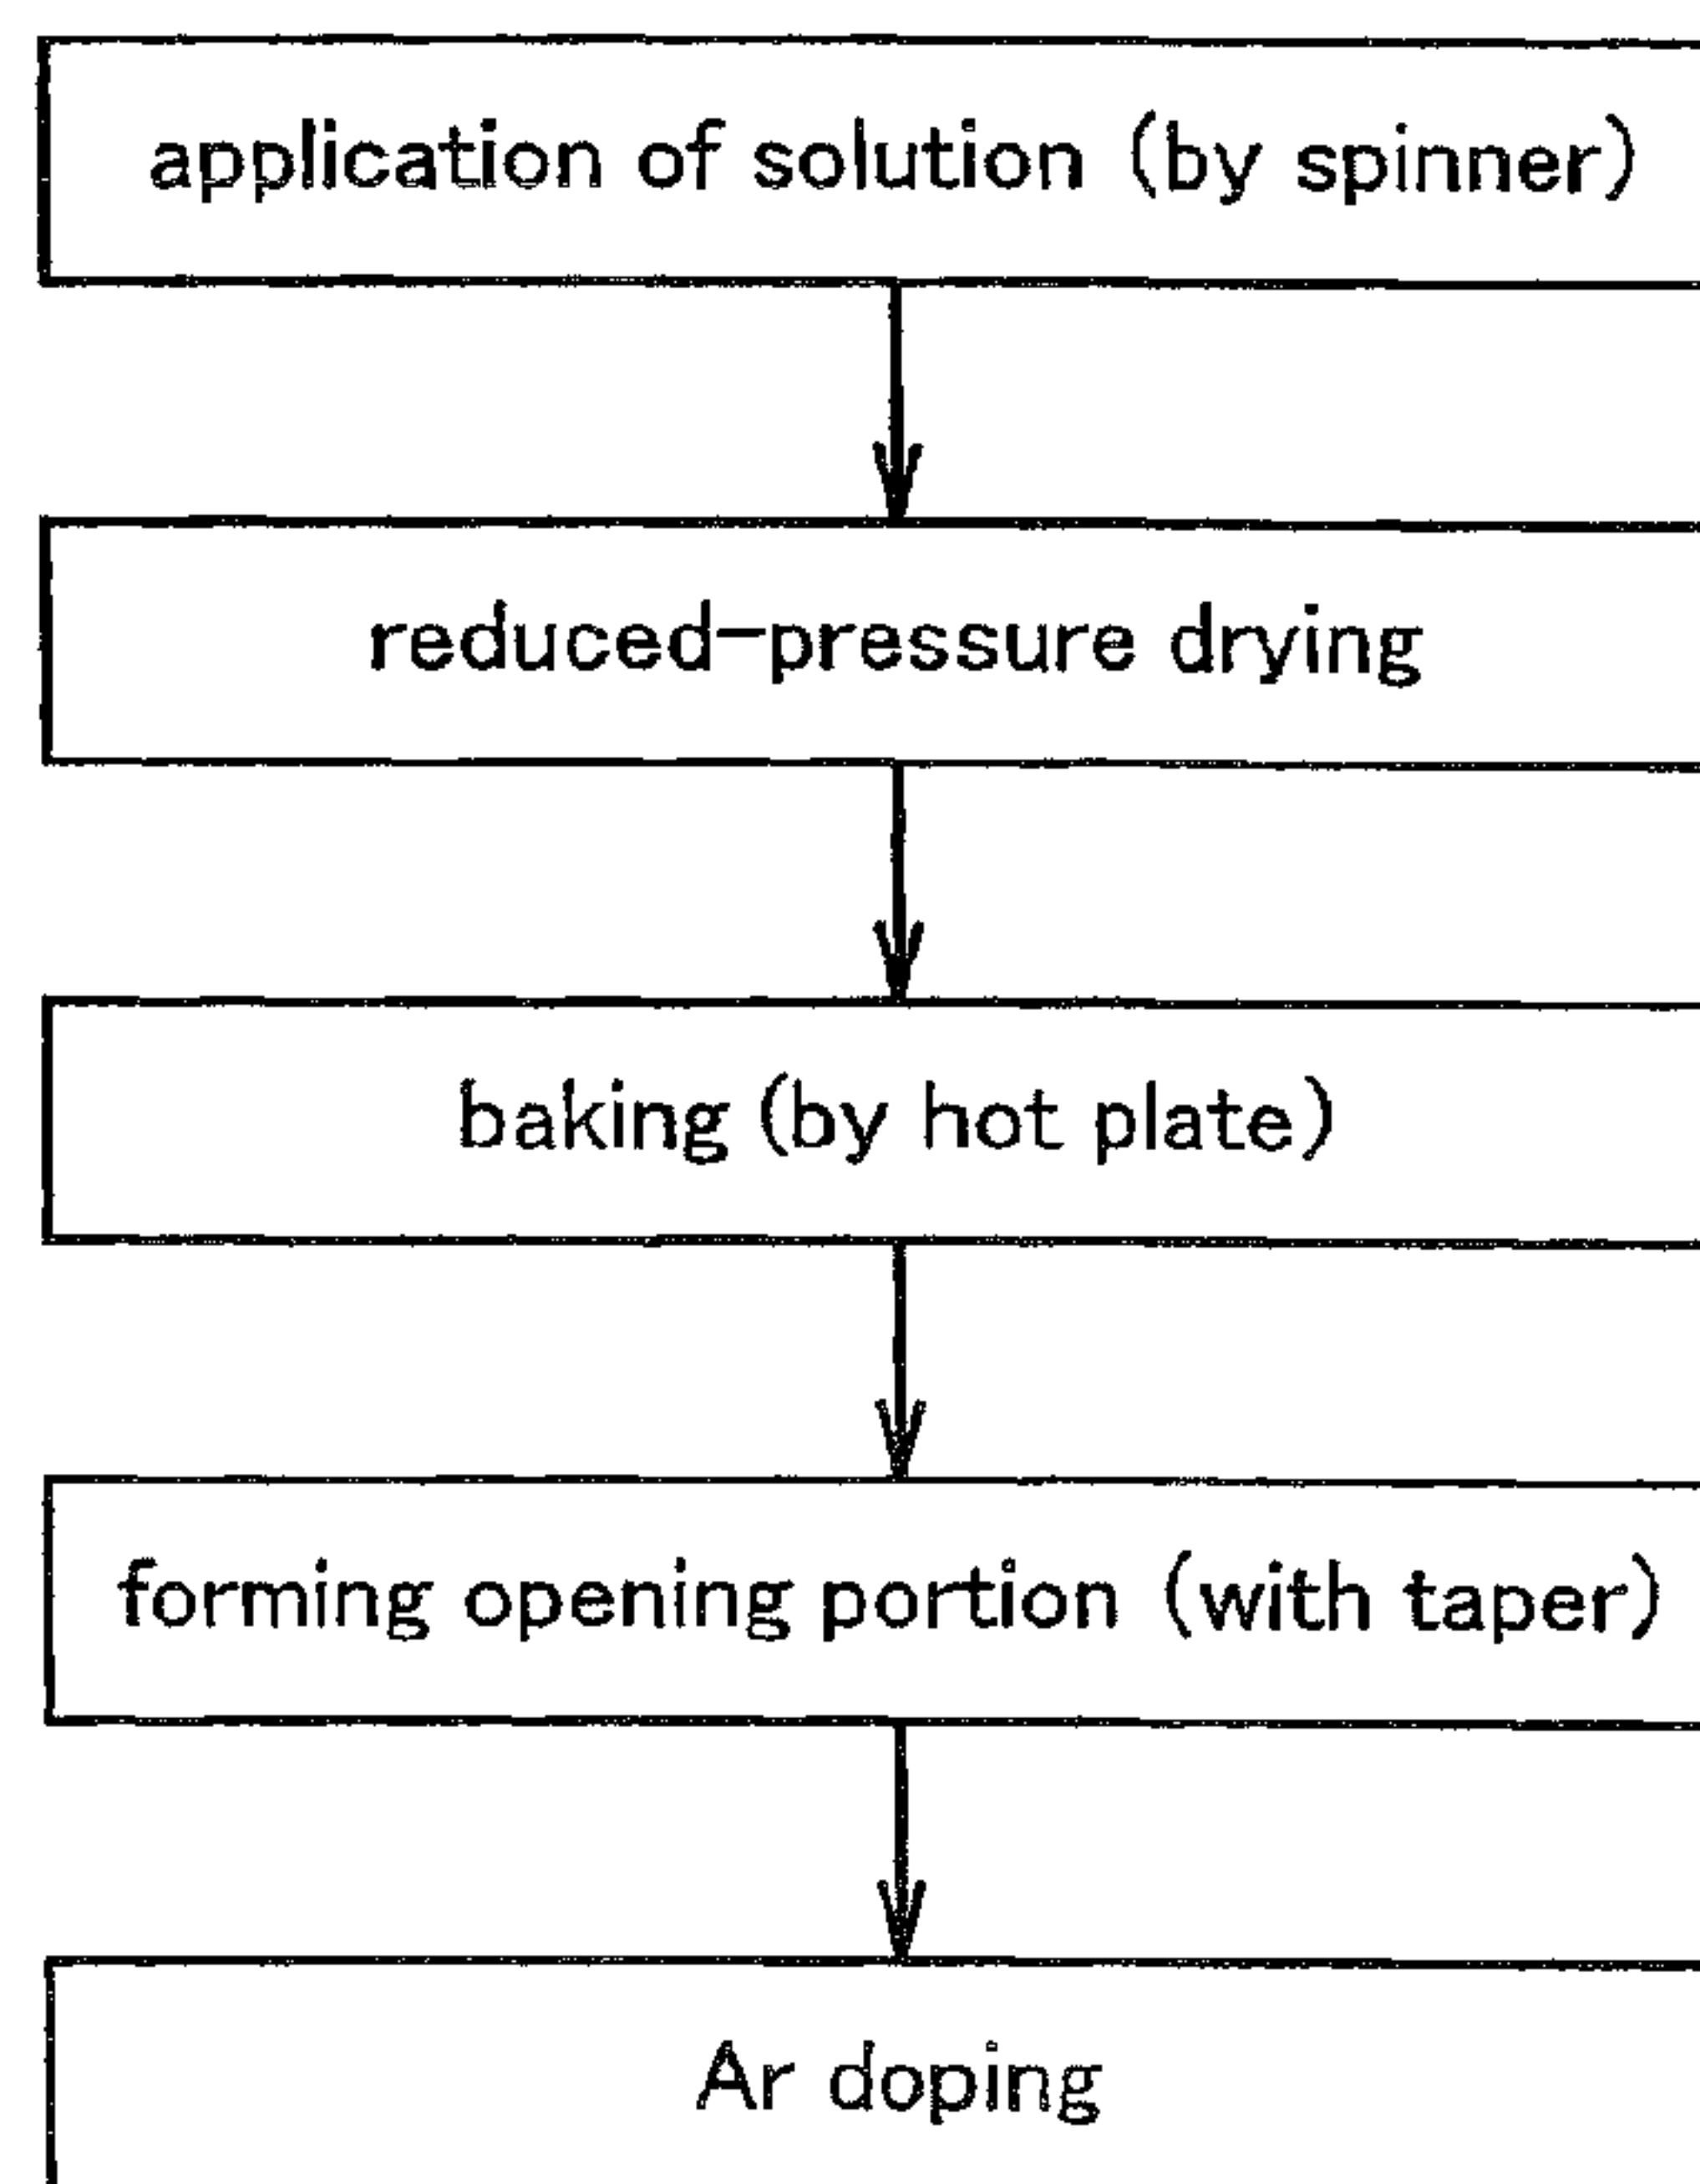 application of solution (by spinner)
reduced-pressure drying
baking (by hot plate)
forming opening portion (with taper)
Ar doping